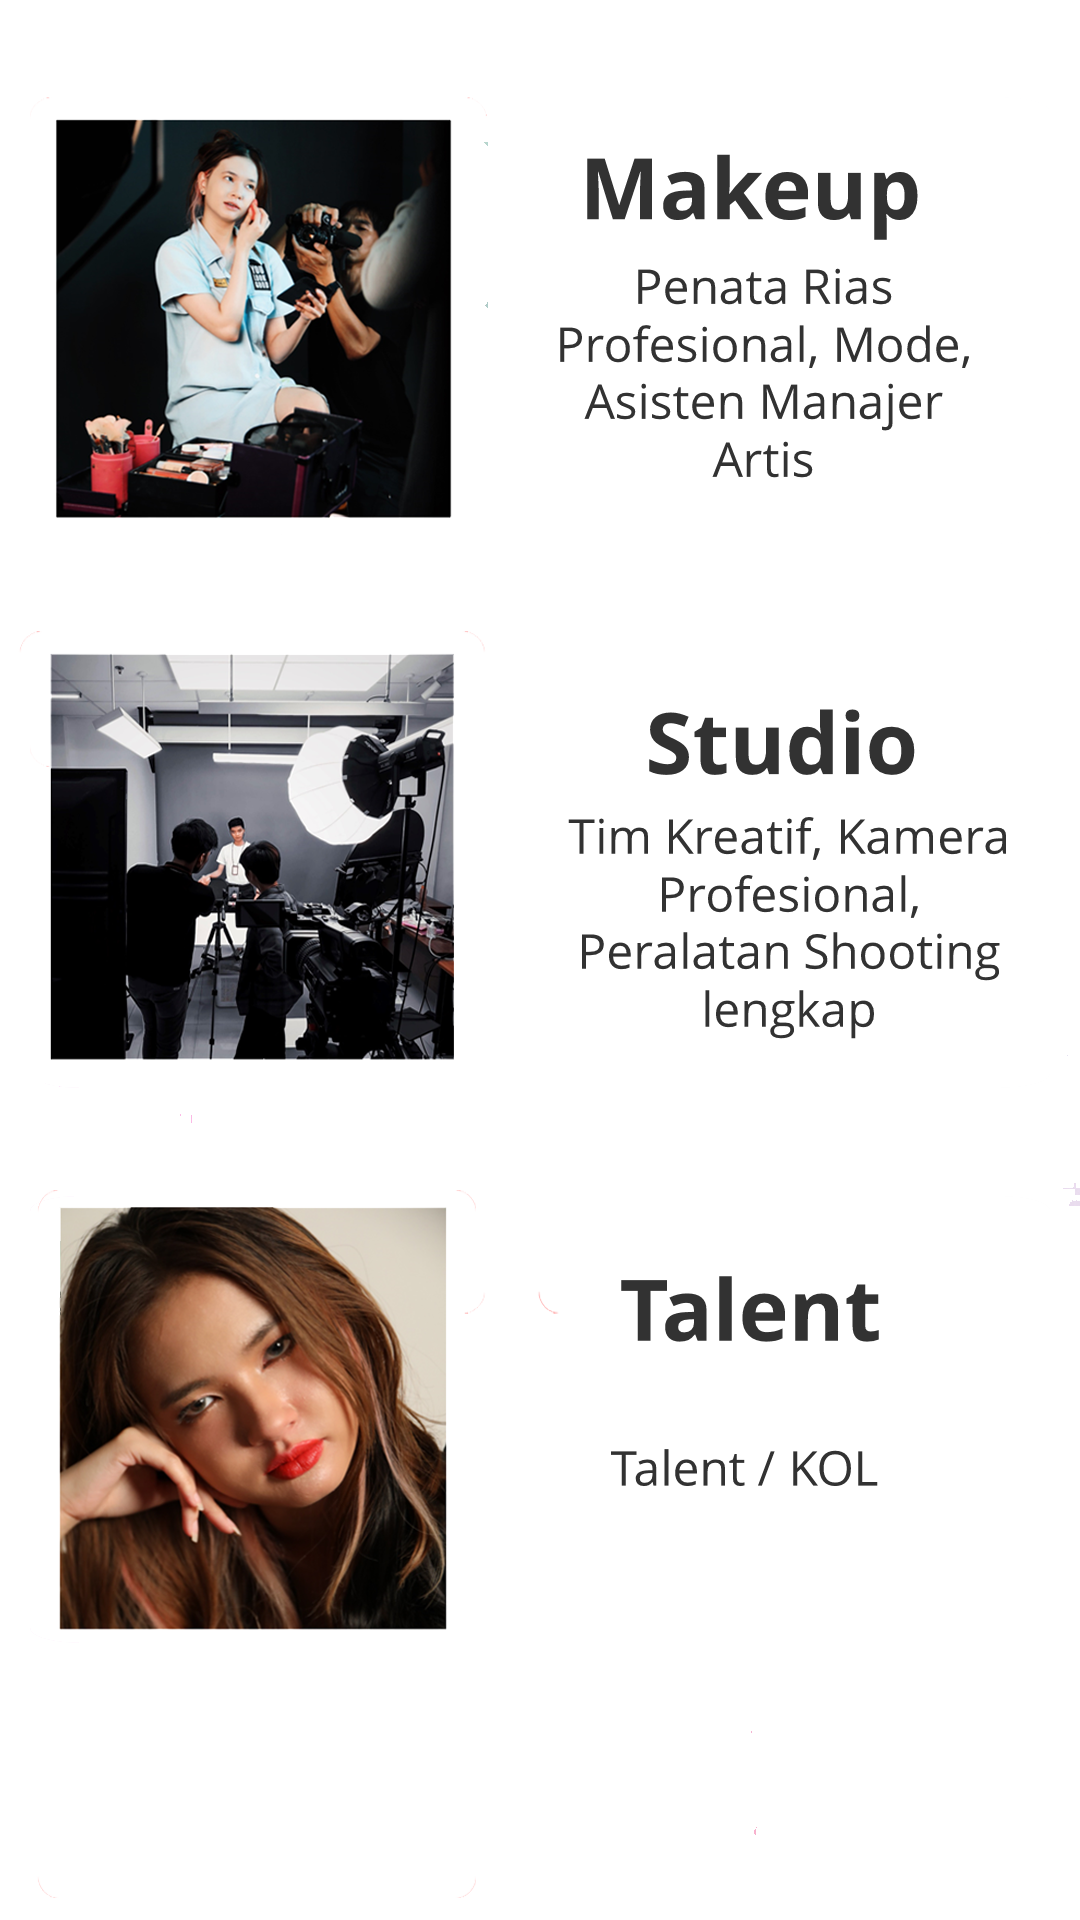 Makeup
Penata Rias
Profesional, Mode,
Asisten Manajer
Artis
Studio
Tim Kreatif, Kamera
Profesional,
Peralatan Shooting
lengkap
Talent
Talent / KOL